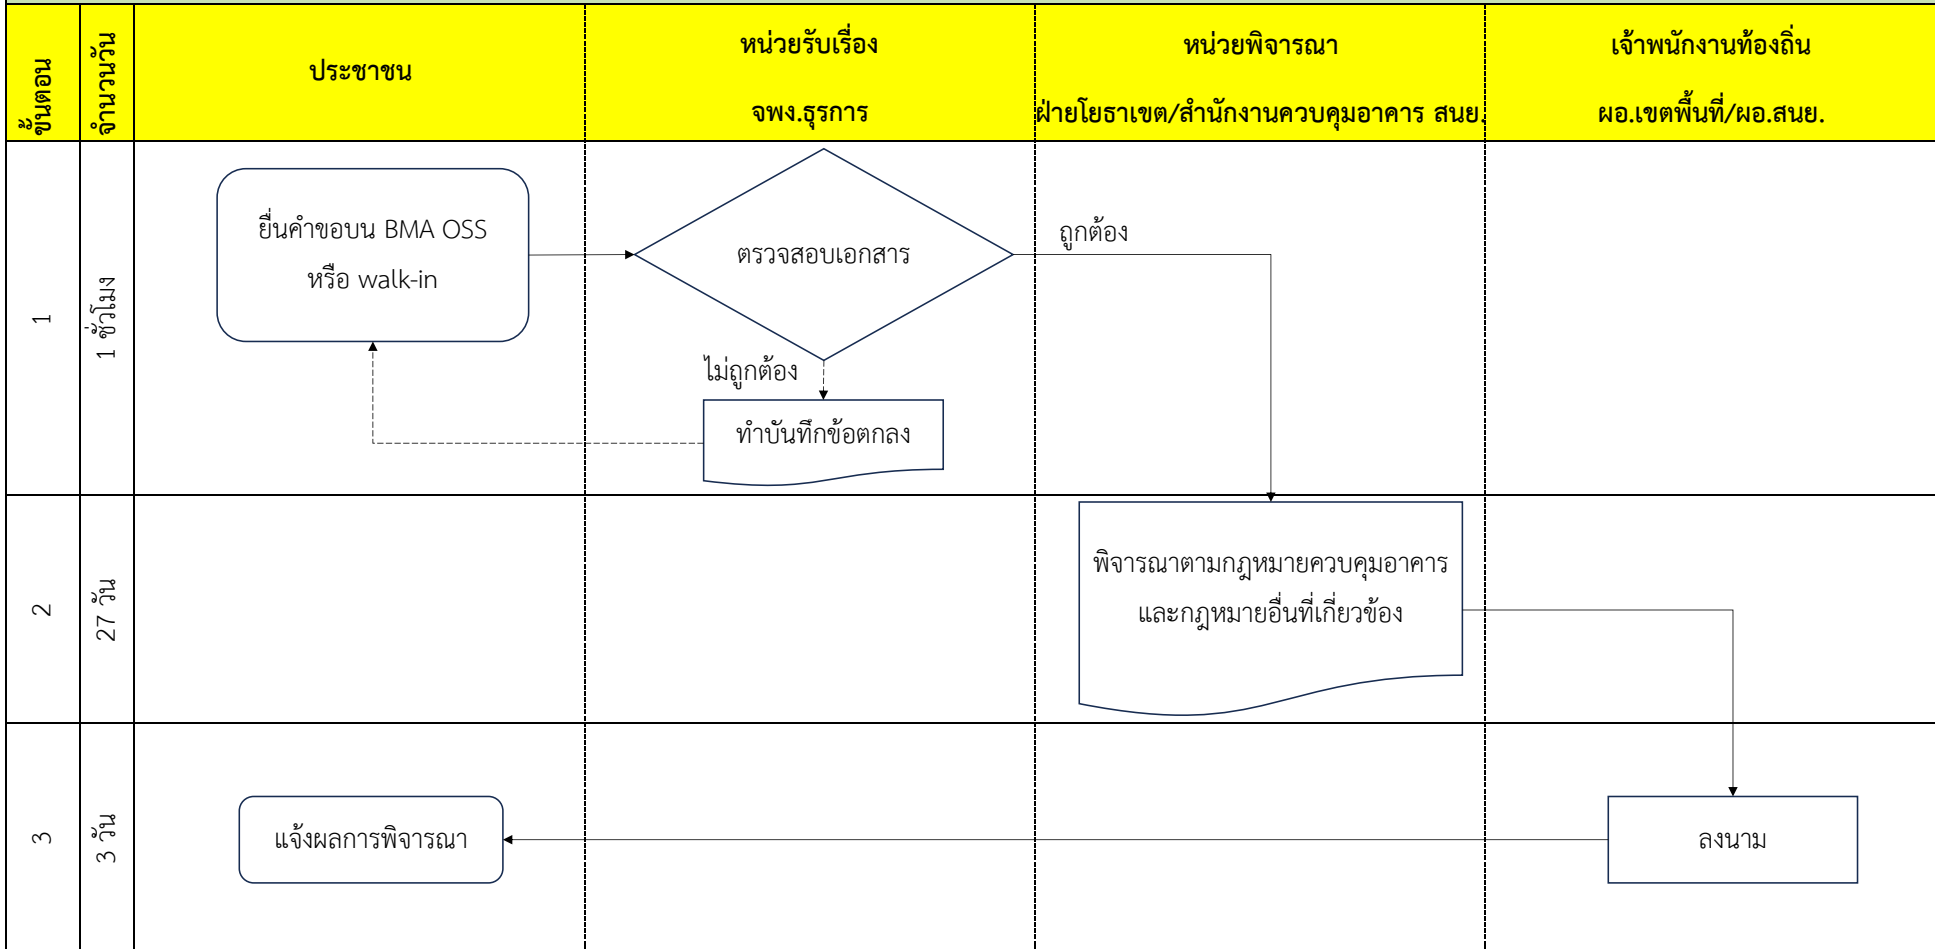 ขั้นตอน
จำนวนวัน
ประชาชน
หน่วยรับเรื่อง
จพง.ธุรการ
หน่วยพิจารณา
ฝ่ายโยธาเขต/สำนักงานควบคุมอาคาร สนย.
เจ้าพนักงานท้องถิ่น
ผอ.เขตพื้นที่/ผอ.สนย.
1
1 ชั่วโมง
ยื่นคำขอบน BMA OSS
หรือ walk-in
ตรวจสอบเอกสาร
ถูกต้อง
ไม่ถูกต้อง
ทำบันทึกข้อตกลง
2
27 วัน
พิจารณาตามกฎหมายควบคุมอาคาร
และกฎหมายอื่นที่เกี่ยวข้อง
3
3 วัน
แจ้งผลการพิจารณา
ลงนาม